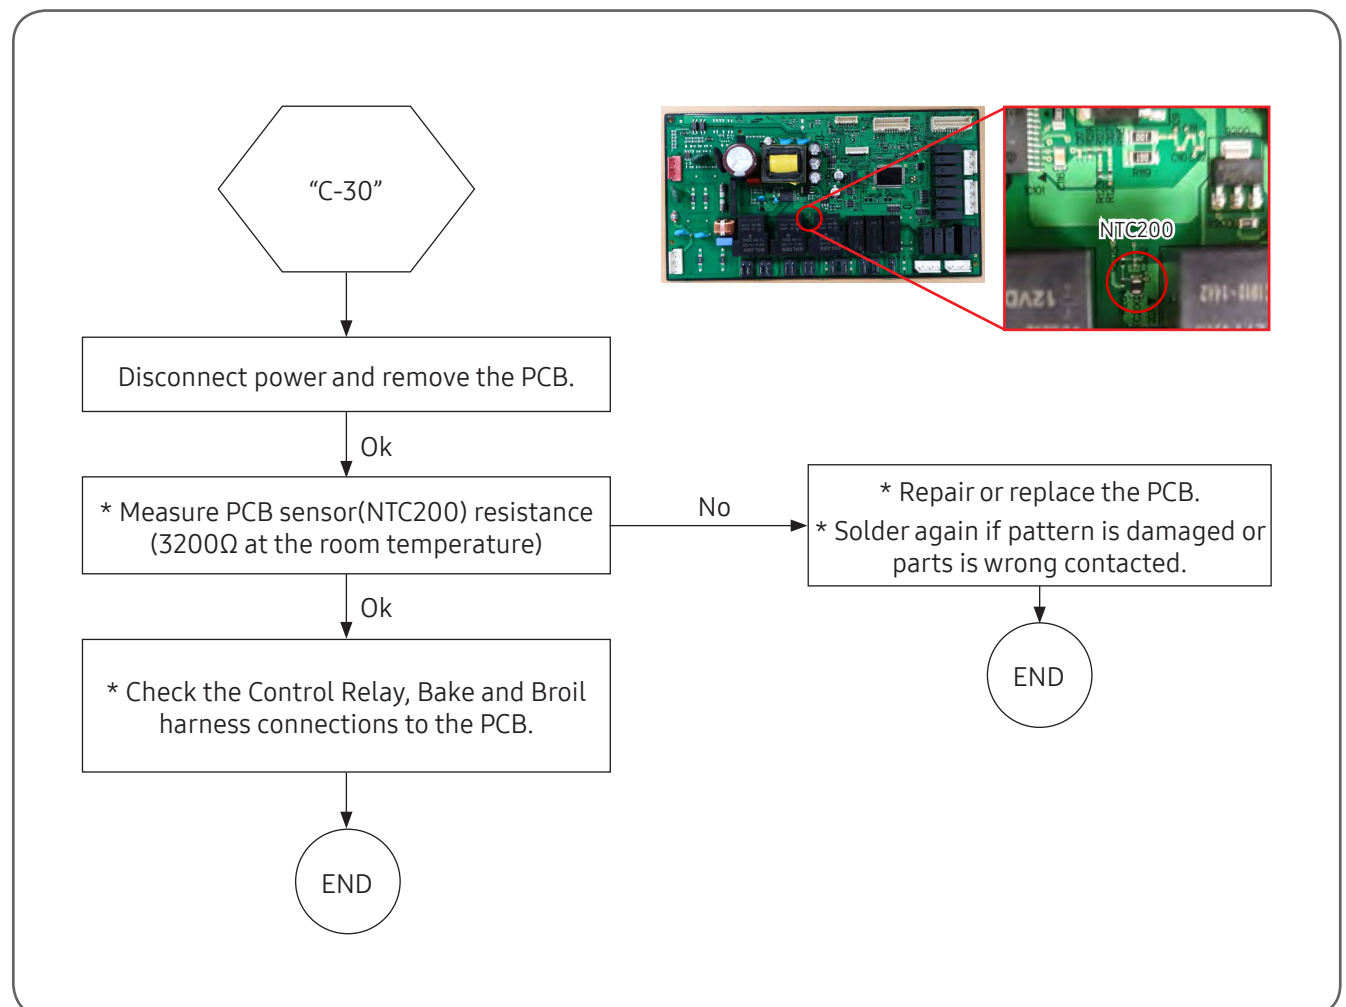 “C-30”
NTC200
Disconnect power and remove the PCB.
Ok
* Measure PCB sensor(NTC200) resistance
(3200Ω at the room temperature)
No
* Repair or replace the PCB.
* Solder again if pattern is damaged or
parts is wrong contacted.
Ok
* Check the Control Relay, Bake and Broil
harness connections to the PCB.
END
END
12VD
R119